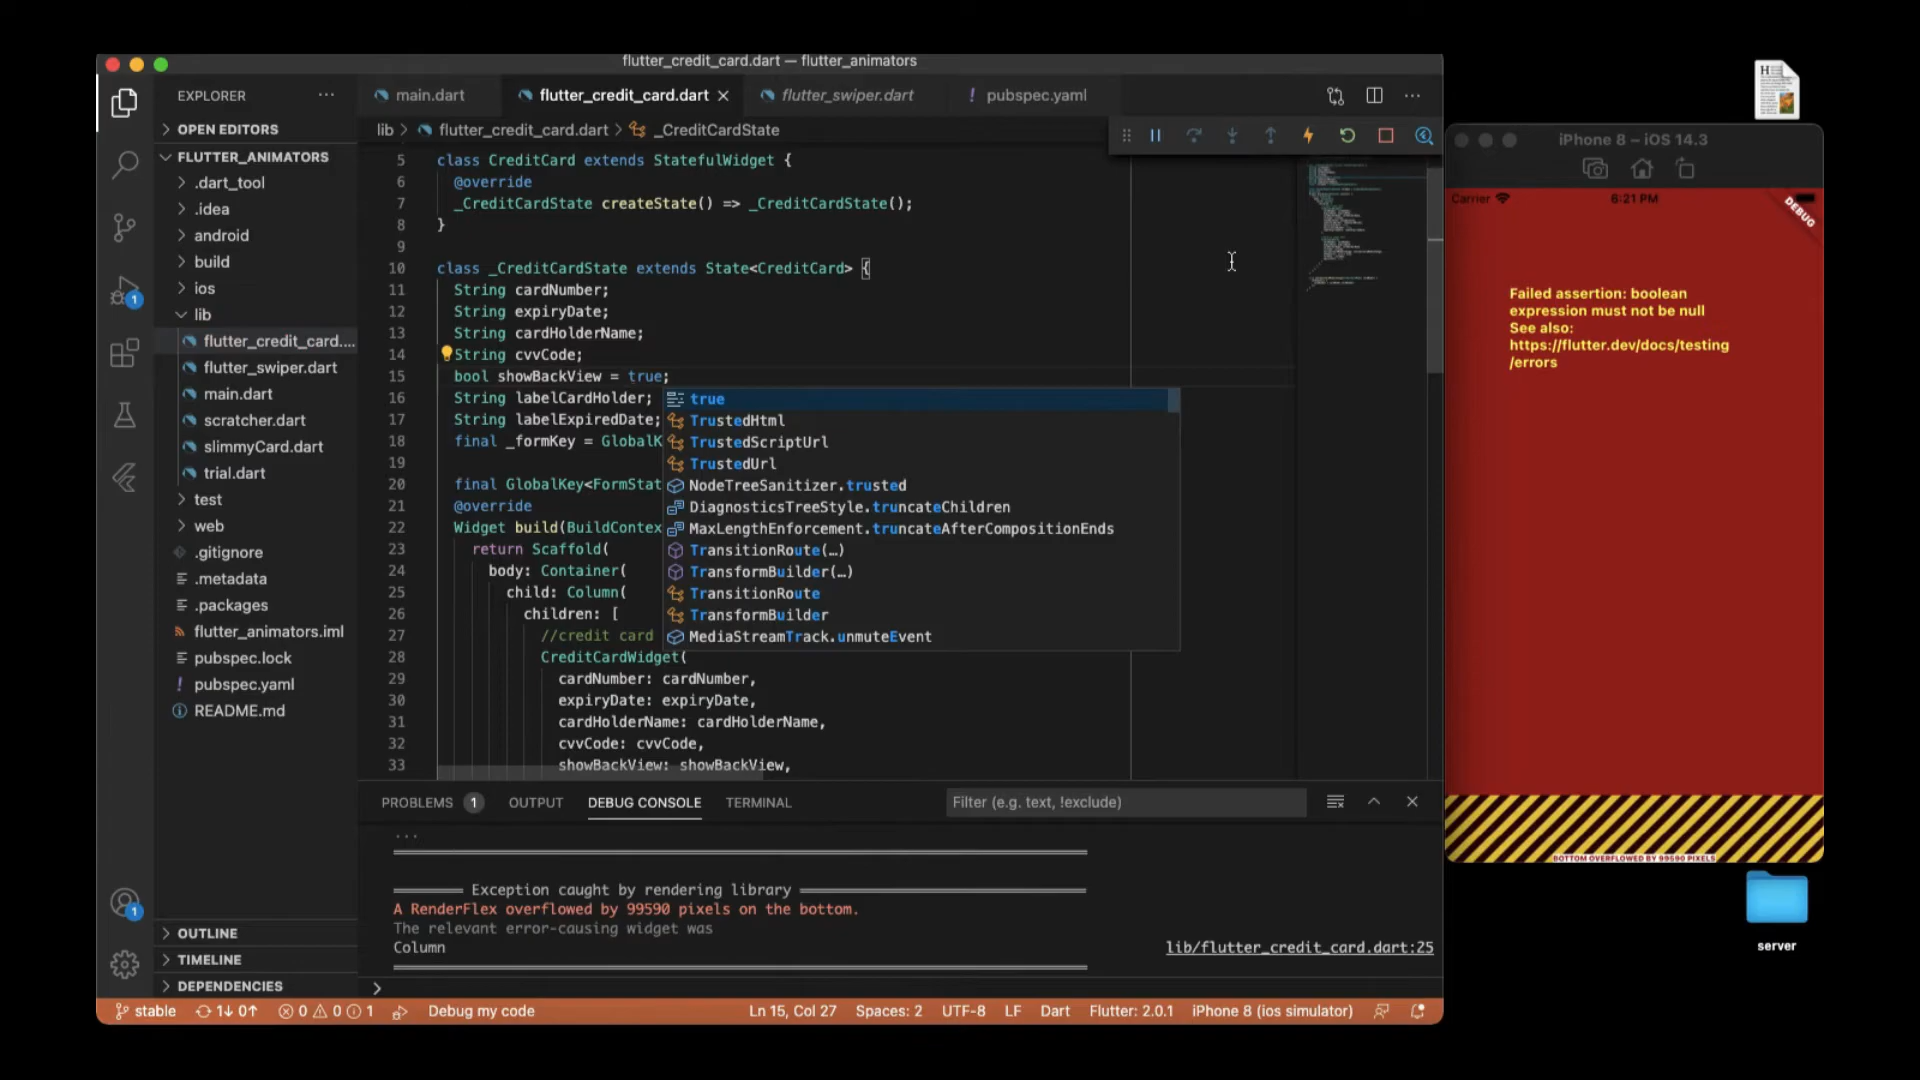 flutter_credit_card.dart — flutter_animators
EXPLORER
main.dart
flutter_credit_card.dart
flutter_swiper.dart
! pubspec.yaml
OPEN EDITORS
lib > flutter_credit_card.dart > _CreditCardState
FLUTTER_ANIMATORS
.dart_tool
.idea
android
build
ios
lib
flutter_credit_card....
flutter_swiper.dart
main.dart
scratcher.dart
slimmyCard.dart
trial.dart
test
web
.gitignore
.metadata
.packages
flutter_animators.iml
pubspec.lock
! pubspec.yaml
README.md
OUTLINE
TIMELINE
DEPENDENCIES
1
1
5 class CreditCard extends StatefulWidget {
6 @override
7 _CreditCardState createState() => _CreditCardState();
8 }
9
10 class _CreditCardState extends State<CreditCard> {
11 String cardNumber;
12 String expiryDate;
13 String cardHolderName;
14 String cvvCode;
15 bool showBackView = true;
16 String labelCardHolder;
17 String labelExpiredDate;
18 final _formKey = GlobalK
19
20 final GlobalKey<FormStat
21 @override
22 Widget build(BuildContex
23 return Scaffold(
24 body: Container(
25 child: Column(
26 children: [
27 //credit card
28 CreditCardWidget(
29 cardNumber: cardNumber,
30 expiryDate: expiryDate,
31 cardHolderName: cardHolderName,
32 cvvCode: cvvCode,
33 showBackView: showBackView,
true
TrustedHtml
TrustedScriptUrl
TrustedUrl
NodeTreeSanitizer.trusted
DiagnosticsTreeStyle.truncateChildren
MaxLengthEnforcement.truncateAfterCompositionEnds
TransitionRoute(…)
TransformBuilder(…)
TransitionRoute
TransformBuilder
MediaStreamTrack.unmuteEvent
PROBLEMS 1 OUTPUT DEBUG CONSOLE TERMINAL
Filter (e.g. text, !exclude)
...
Exception caught by rendering library
A RenderFlex overflowed by 99590 pixels on the bottom.
The relevant error-causing widget was
Column
lib/flutter_credit_card.dart:25
>
stable 1↓ 0↑ 0 0 1 Debug my code
Ln 15, Col 27 Spaces: 2 UTF-8 LF Dart Flutter: 2.0.1 iPhone 8 (ios simulator)
iPhone 8 – iOS 14.3
Carrier 6:21 PM
DEBUG
Failed assertion: boolean
expression must not be null
See also:
https://flutter.dev/docs/testing
/errors
BOTTOM OVERFLOWED BY 99590 PIXELS
server